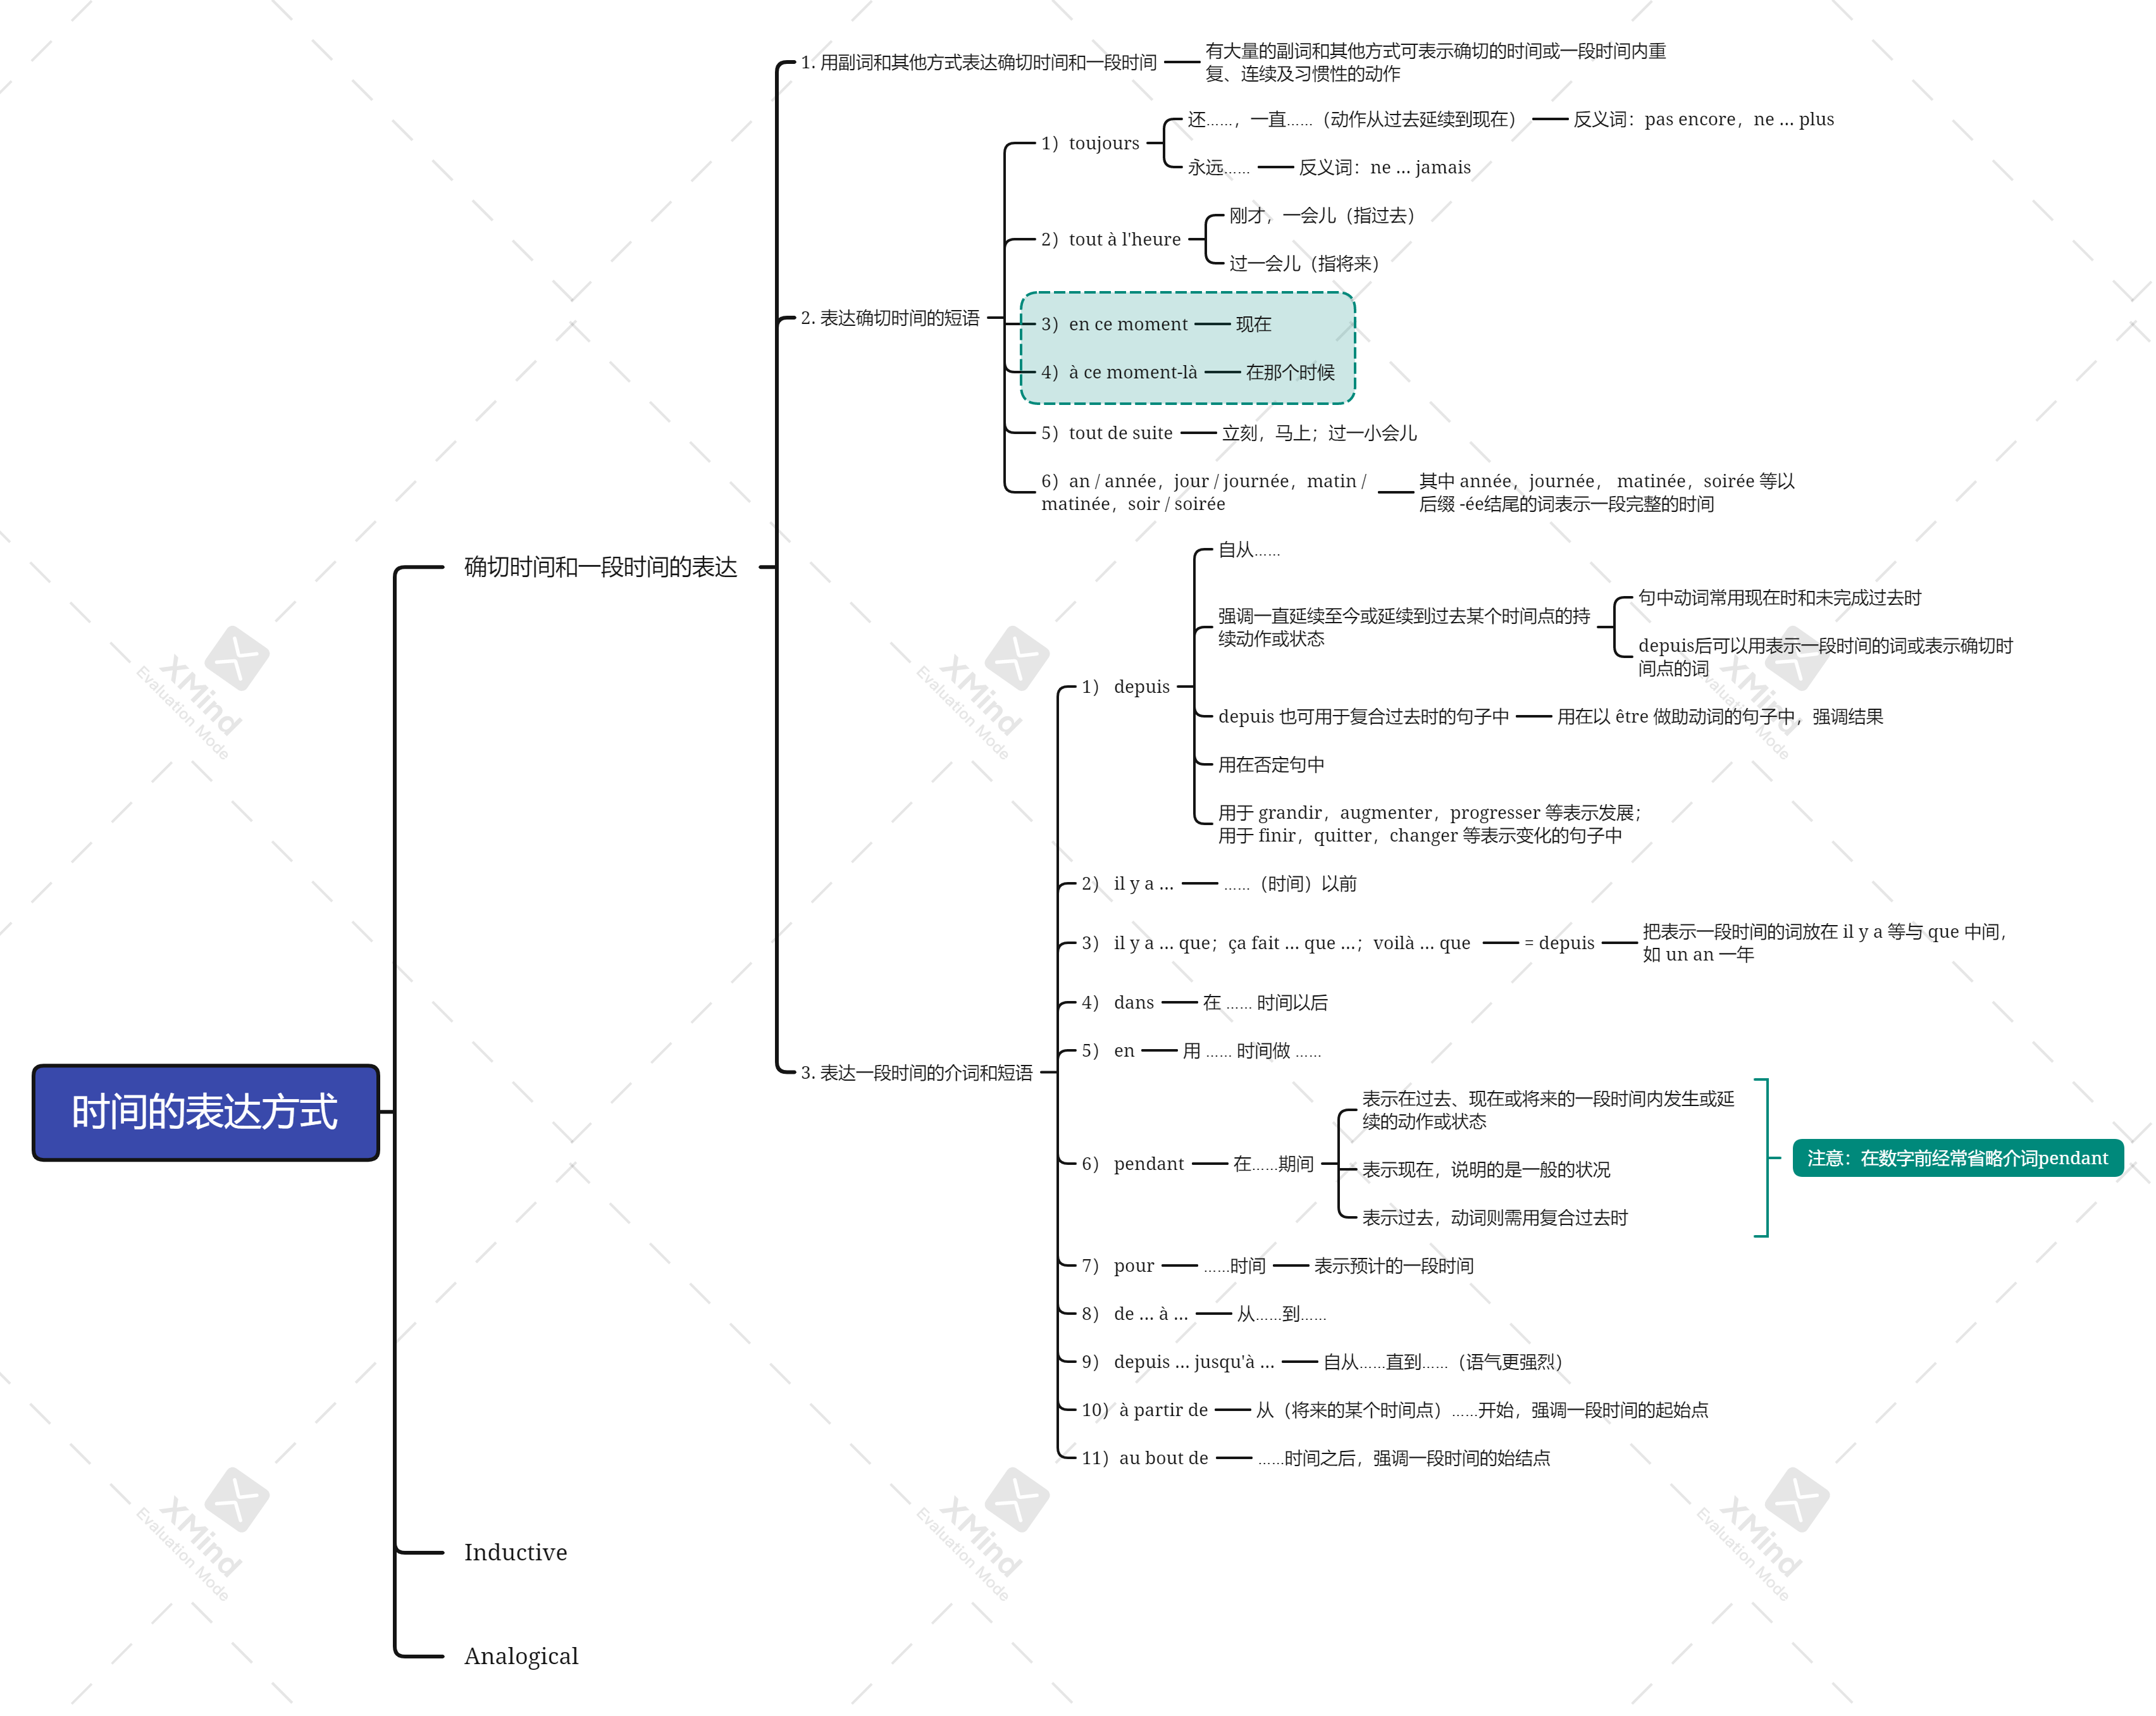 时间的表达方式
确切时间和一段时间的表达
1. 用副词和其他方式表达确切时间和一段时间
有大量的副词和其他方式可表示确切的时间或一段时间内重
复、连续及习惯性的动作
2. 表达确切时间的短语
1）toujours
还……，一直……（动作从过去延续到现在）
反义词：pas encore，ne ... plus
永远……
反义词：ne ... jamais
2）tout à l'heure
刚才，一会儿（指过去）
过一会儿（指将来）
3）en ce moment
现在
4）à ce moment-là
在那个时候
5）tout de suite
立刻，马上；过一小会儿
6）an / année，jour / journée，matin /
matinée，soir / soirée
其中 année，journée， matinée，soirée 等以
后缀 -ée结尾的词表示一段完整的时间
3. 表达一段时间的介词和短语
1） depuis
自从……
强调一直延续至今或延续到过去某个时间点的持
续动作或状态
句中动词常用现在时和未完成过去时
depuis后可以用表示一段时间的词或表示确切时
间点的词
depuis 也可用于复合过去时的句子中
用在以 être 做助动词的句子中，强调结果
用在否定句中
用于 grandir，augmenter，progresser 等表示发展；
用于 finir，quitter，changer 等表示变化的句子中
2） il y a ...
……（时间）以前
3） il y a ... que；ça fait ... que ...；voilà ... que
= depuis
把表示一段时间的词放在 il y a 等与 que 中间，
如 un an 一年
4） dans
在 …… 时间以后
5） en
用 …… 时间做 ……
6） pendant
在……期间
表示在过去、现在或将来的一段时间内发生或延
续的动作或状态
表示现在，说明的是一般的状况
表示过去，动词则需用复合过去时
注意：在数字前经常省略介词pendant
7） pour
……时间
表示预计的一段时间
8） de ... à ...
从……到……
9） depuis ... jusqu'à ...
自从……直到……（语气更强烈）
10）à partir de
从（将来的某个时间点）……开始，强调一段时间的起始点
11）au bout de
……时间之后，强调一段时间的始结点
Inductive
Analogical
XMind
Evaluation Mode
XMind
Evaluation Mode
XMind
Evaluation Mode
XMind
Evaluation Mode
XMind
Evaluation Mode
XMind
Evaluation Mode